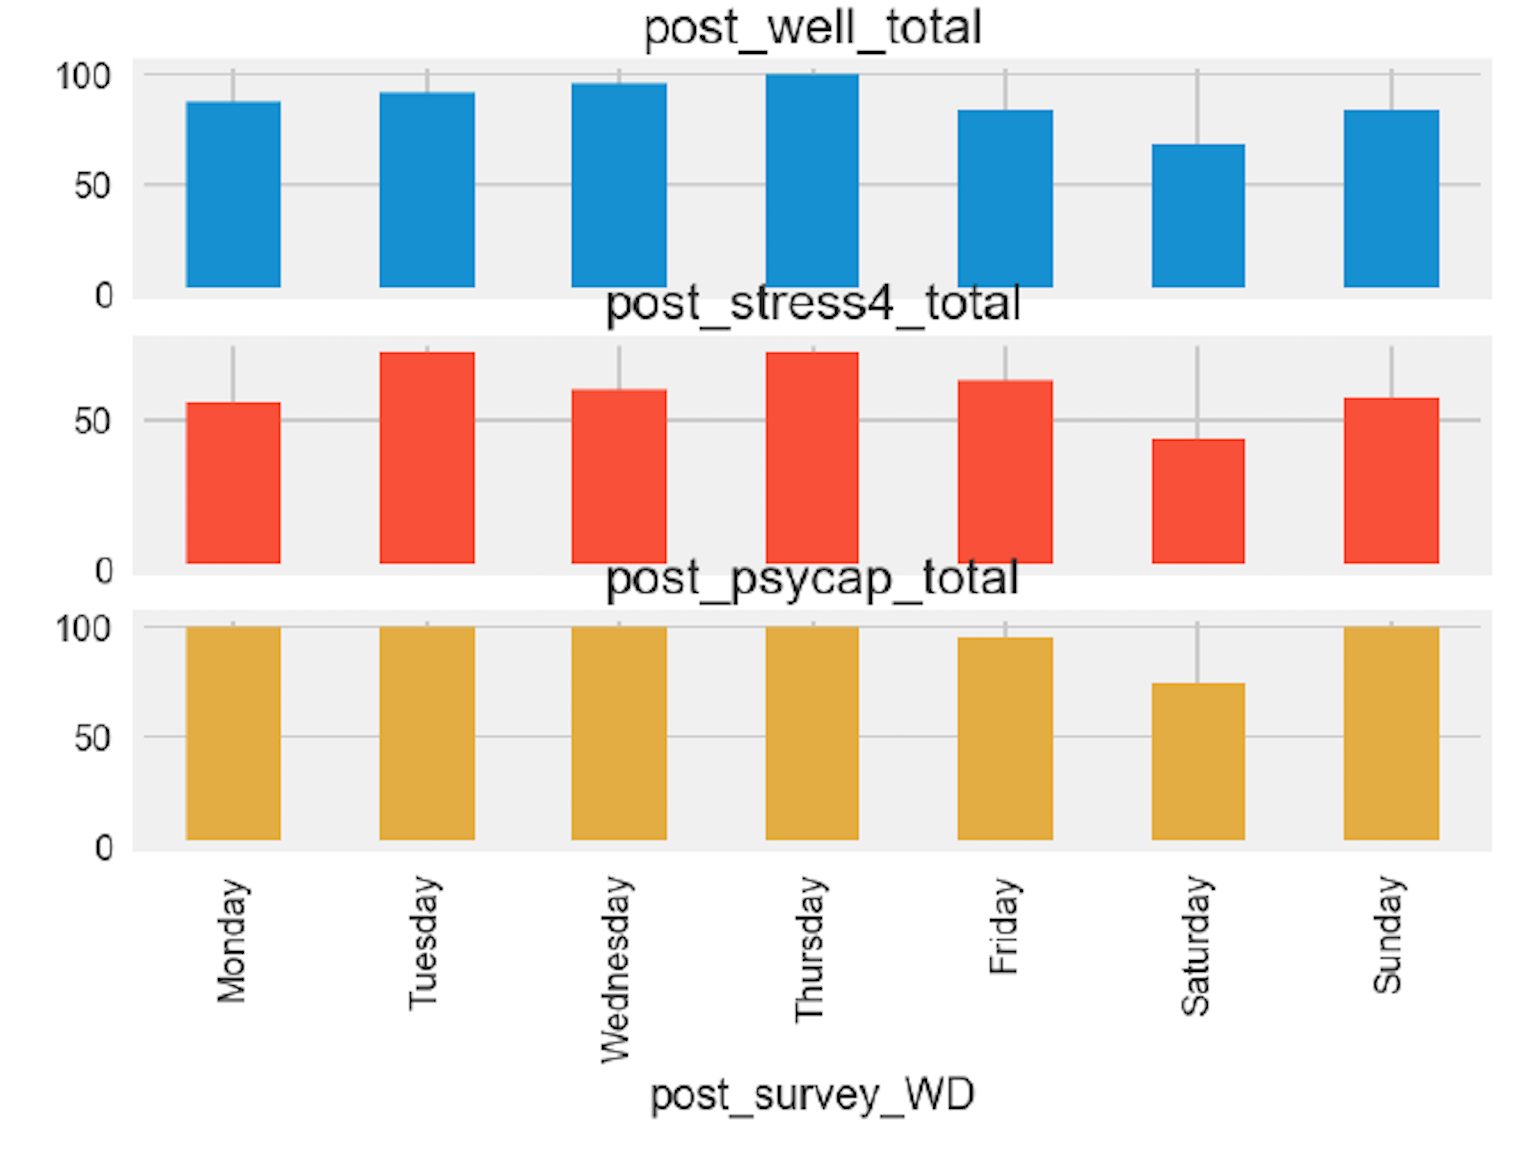 post_well_total
100
50
0
post_stress4_total
50
0
post_psycap_total
100
50
0
Monday
Tuesday
Wednesday
Thursday
Friday
Saturday
Sunday
post_survey_WD